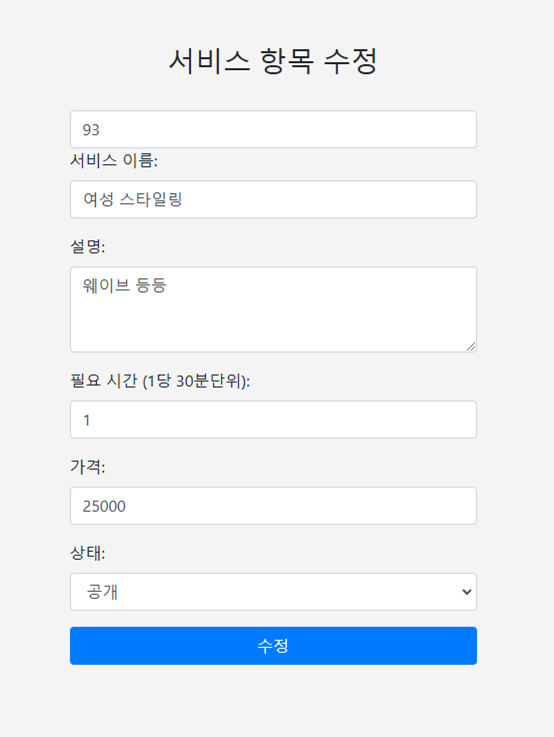 서비스 항목 수정
93
서비스 이름:
여성 스타일링
설명:
웨이브 등등
필요 시간 (1당 30분단위):
1
가격:
25000
상태:
공개
수정